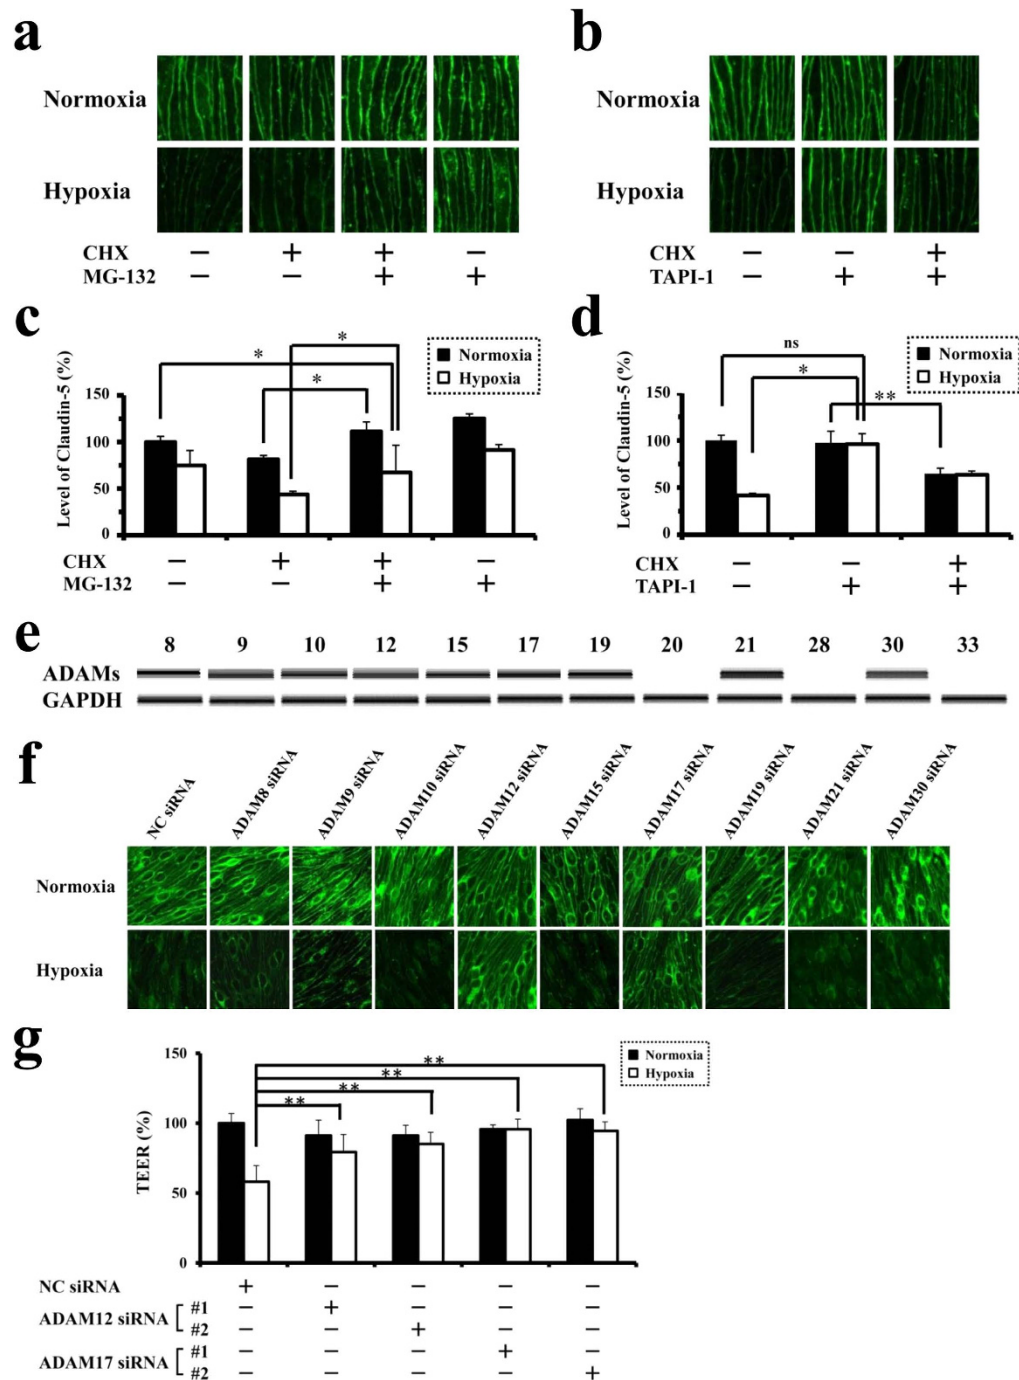 a
b
Normoxia
Hypoxia
CHX − + + −
MG-132 − − + +
Normoxia
Hypoxia
CHX − − +
TAPI-1 − + +
c
Level of Claudin-5 (%)
150
100
50
0
* * *
Normoxia
Hypoxia
CHX − + + −
MG-132 − − + +
d
Level of Claudin-5 (%)
150
100
50
0
ns
*
**
Normoxia
Hypoxia
CHX − − +
TAPI-1 − + +
e
8 9 10 12 15 17 19 20 21 28 30 33
ADAMs
GAPDH
f
NC siRNA
ADAM8 siRNA
ADAM9 siRNA
ADAM10 siRNA
ADAM12 siRNA
ADAM15 siRNA
ADAM17 siRNA
ADAM19 siRNA
ADAM21 siRNA
ADAM30 siRNA
Normoxia
Hypoxia
g
TEER (%)
150
100
50
0
**
**
**
**
Normoxia
Hypoxia
NC siRNA + − − − −
ADAM12 siRNA [ #1 − + − − −
#2 − − + − −
ADAM17 siRNA [ #1 − − − + −
#2 − − − − +